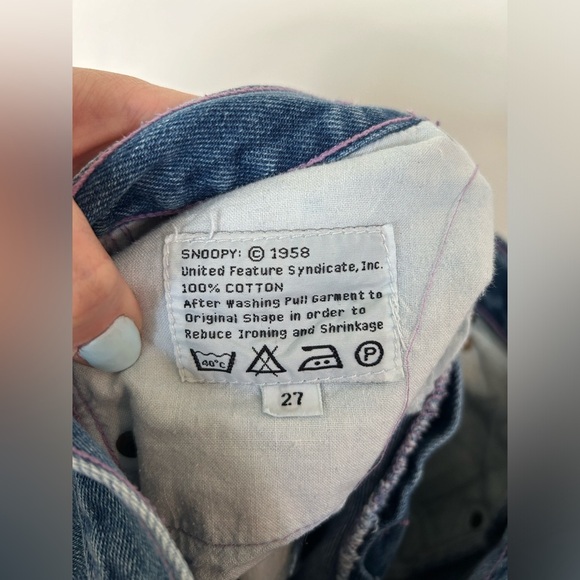 SNOOPY: © 1958
United Feature Syndicate, Inc.
100% COTTON
After Washing Pull Garment to
Original Shape in order to
Rebuce Ironing and Shrinkage
40°C P
27